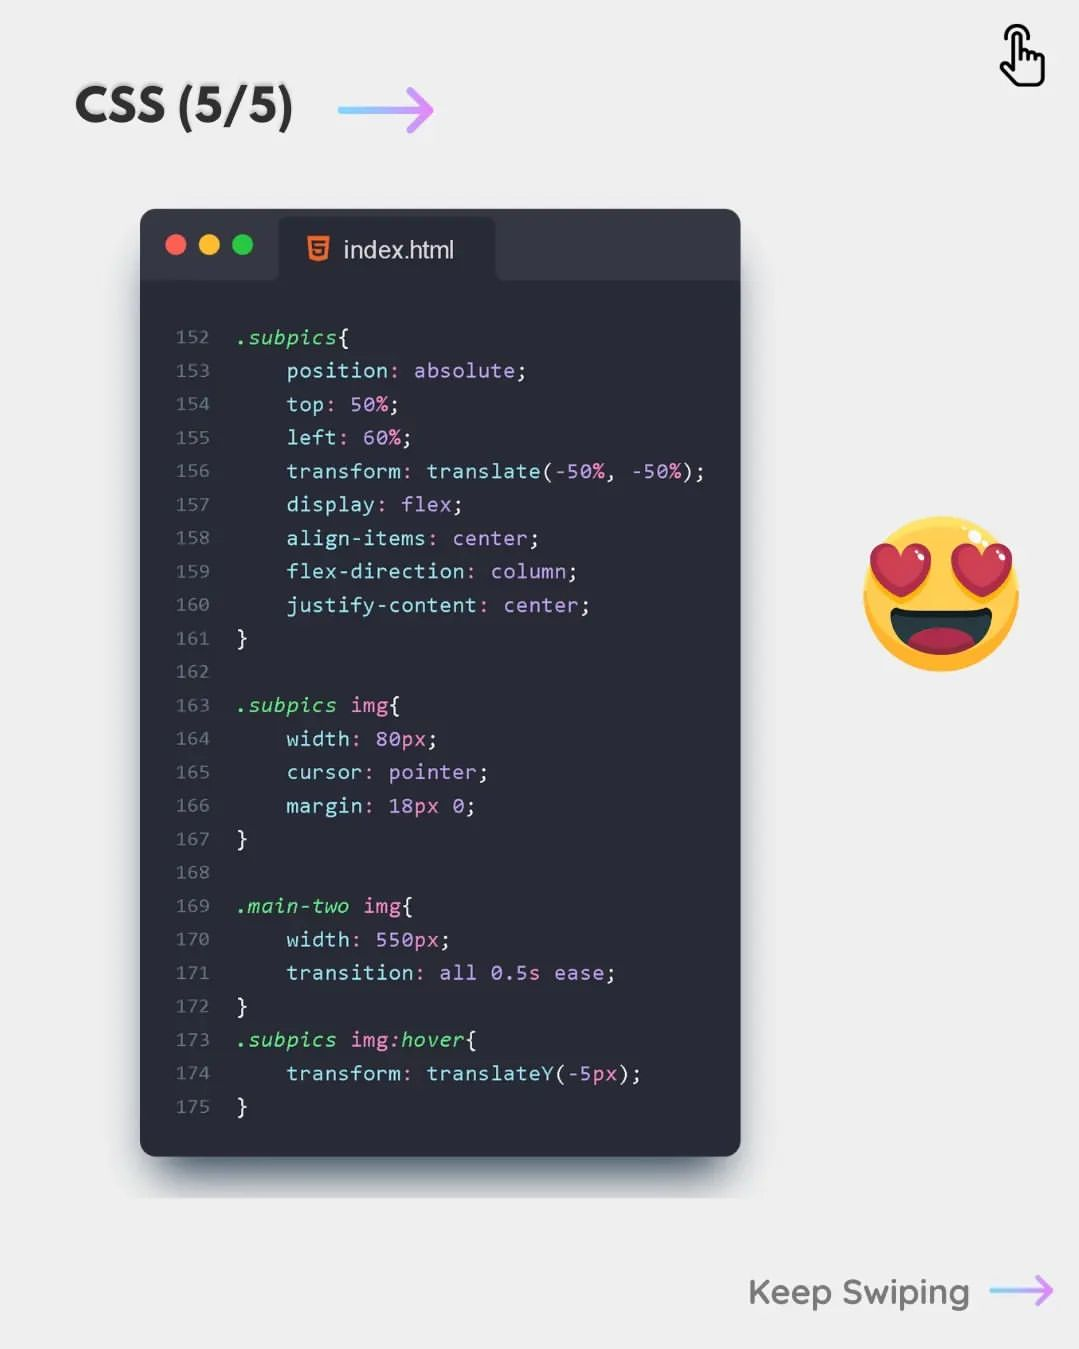 CSS (5/5)
index.html
152 .subpics{
153     position: absolute;
154     top: 50%;
155     left: 60%;
156     transform: translate(-50%, -50%);
157     display: flex;
158     align-items: center;
159     flex-direction: column;
160     justify-content: center;
161 }
162
163 .subpics img{
164     width: 80px;
165     cursor: pointer;
166     margin: 18px 0;
167 }
168
169 .main-two img{
170     width: 550px;
171     transition: all 0.5s ease;
172 }
173 .subpics img:hover{
174     transform: translateY(-5px);
175 }
Keep Swiping